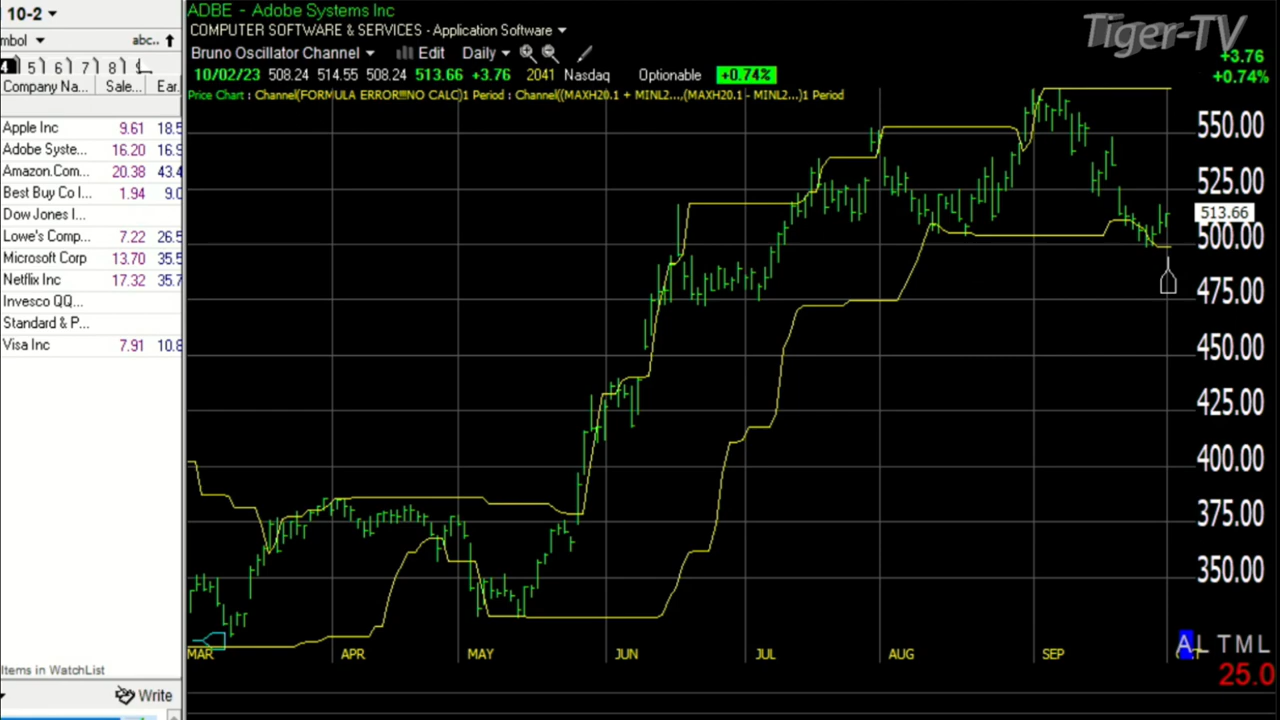 10-2
ADBE - Adobe Systems Inc
Tiger-TV
COMPUTER SOFTWARE & SERVICES - Application Software
mbol abc..
Bruno Oscillator Channel Edit Daily
+3.76
5 6 7 8
10/02/23 508.24 514.55 508.24 513.66 +3.76 2041 Nasdaq Optionable +0.74%
+0.74%
Company Na... Sale... Ear.
Price Chart : Channel(FORMULA ERROR!!!NO CALC)1 Period : Channel((MAXH20.1 + MINL2...,(MAXH20.1 - MINL2...)1 Period
Apple Inc 9.61 18.5
Adobe Syste... 16.20 16.9
Amazon.Com... 20.38 43.4
Best Buy Co I... 1.94 9.0
Dow Jones I...
Lowe's Comp... 7.22 26.5
Microsoft Corp 13.70 35.5
Netflix Inc 17.32 35.7
Invesco QQ...
Standard & P...
Visa Inc 7.91 10.8
550.00
525.00
513.66
500.00
475.00
450.00
425.00
400.00
375.00
350.00
MAR APR MAY JUN JUL AUG SEP
A L T M L
25.0
Items in WatchList
Write